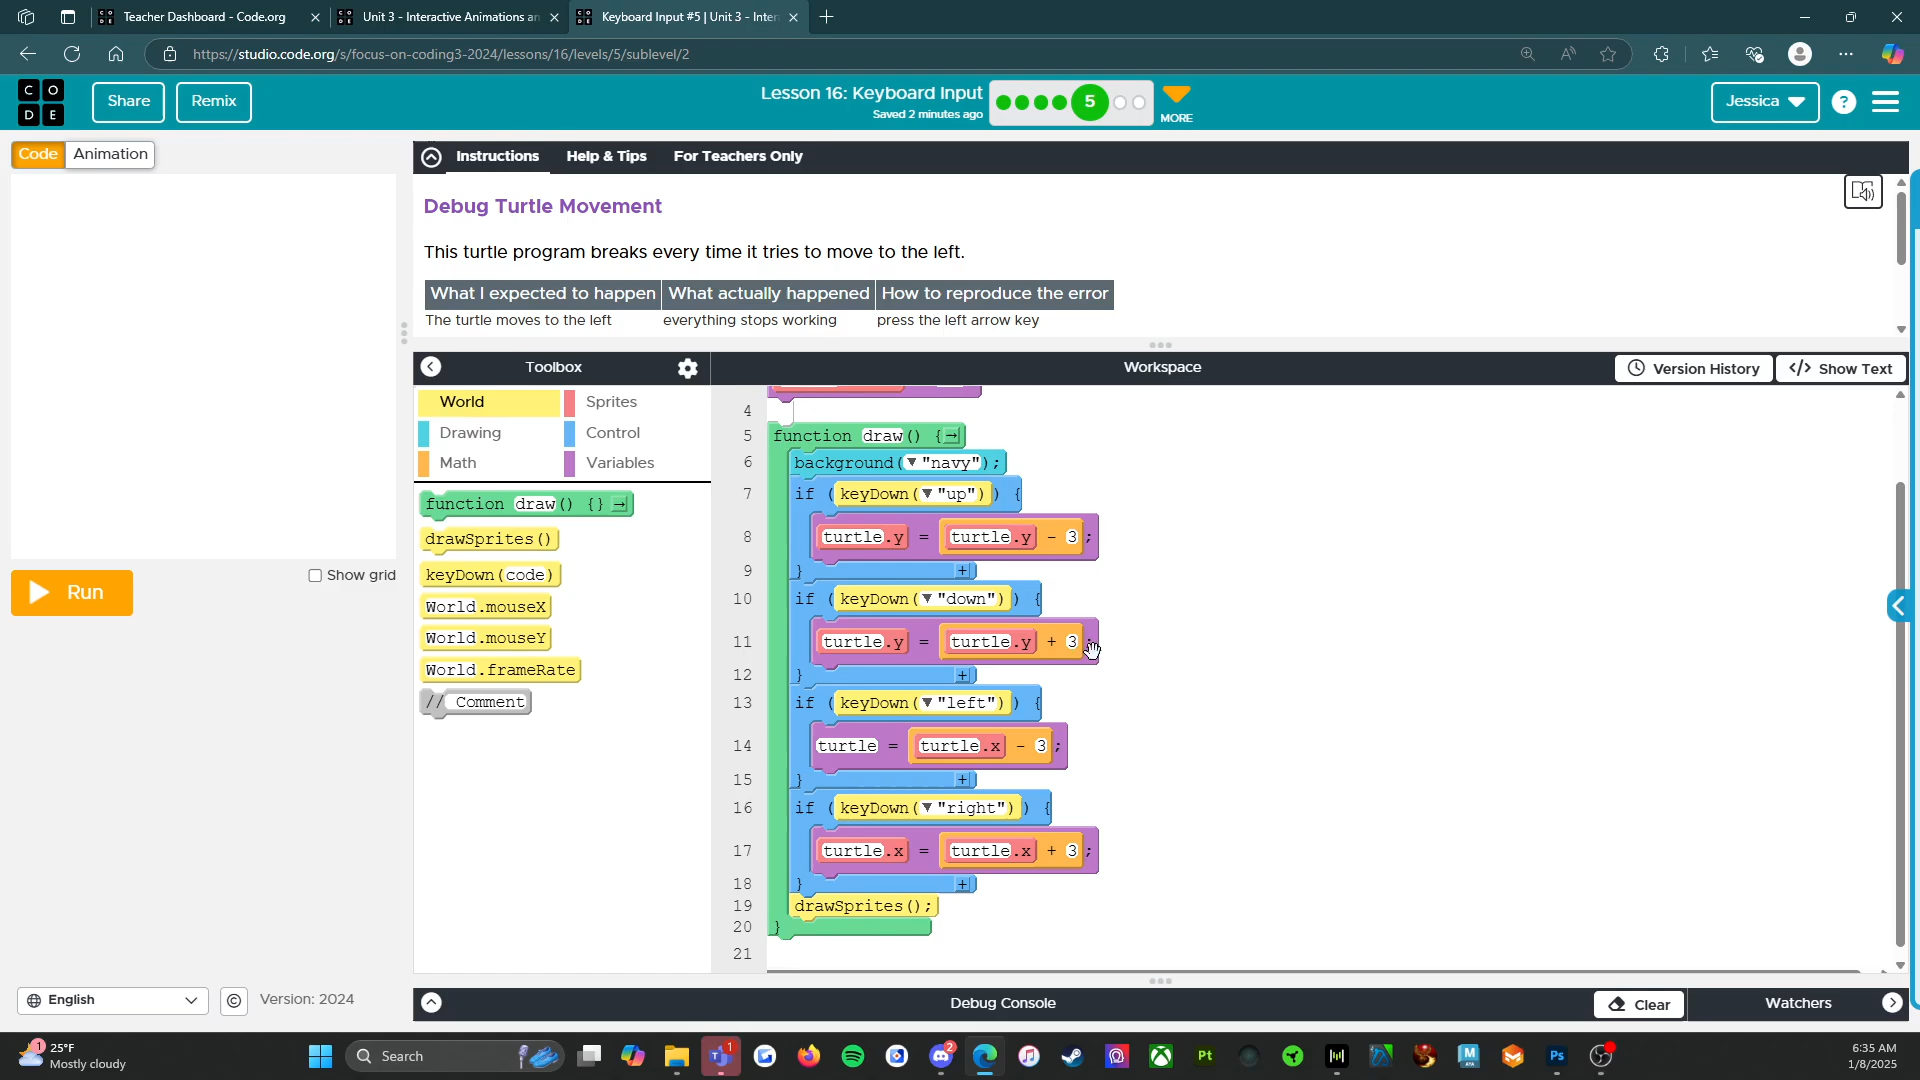 Teacher Dashboard - Code.org
Unit 3 - Interactive Animations an
Keyboard Input #5 | Unit 3 - Inter
https://studio.code.org/s/focus-on-coding3-2024/lessons/16/levels/5/sublevel/2
C O
D E
Share
Remix
Lesson 16: Keyboard Input
Saved 2 minutes ago
5
MORE
Jessica
?
Code
Animation
Instructions
Help & Tips
For Teachers Only
Debug Turtle Movement
This turtle program breaks every time it tries to move to the left.
What I expected to happen What actually happened How to reproduce the error
The turtle moves to the left everything stops working press the left arrow key
Run
Show grid
Toolbox
Workspace
Version History
</> Show Text
World
Sprites
Drawing
Control
Math
Variables
function draw() {} →
drawSprites()
keyDown(code)
World.mouseX
World.mouseY
World.frameRate
// Comment
4
5 function draw() {→
6 background(▼"navy");
7 if (keyDown(▼"up")) {
8 turtle.y = turtle.y - 3;
9 } +
10 if (keyDown(▼"down")) {
11 turtle.y = turtle.y + 3;
12 } +
13 if (keyDown(▼"left")) {
14 turtle = turtle.x - 3;
15 } +
16 if (keyDown(▼"right")) {
17 turtle.x = turtle.x + 3;
18 } +
19 drawSprites();
20 }
21
English
©
Version: 2024
Debug Console
Clear
Watchers
1
25°F
Mostly cloudy
Search
1
2
Pt
M
Ps
6:35 AM
1/8/2025